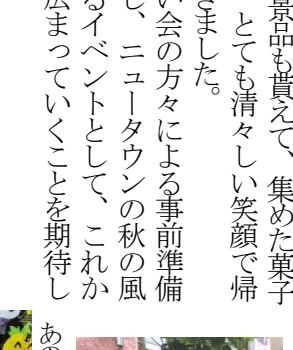 景品も貰えて、集めた菓子
とても清々しい笑顔で帰
きました。
い会の方々による事前準備
し、ニュータウンの秋の風
るイベントとして、これか
広まっていくことを期待し
あの